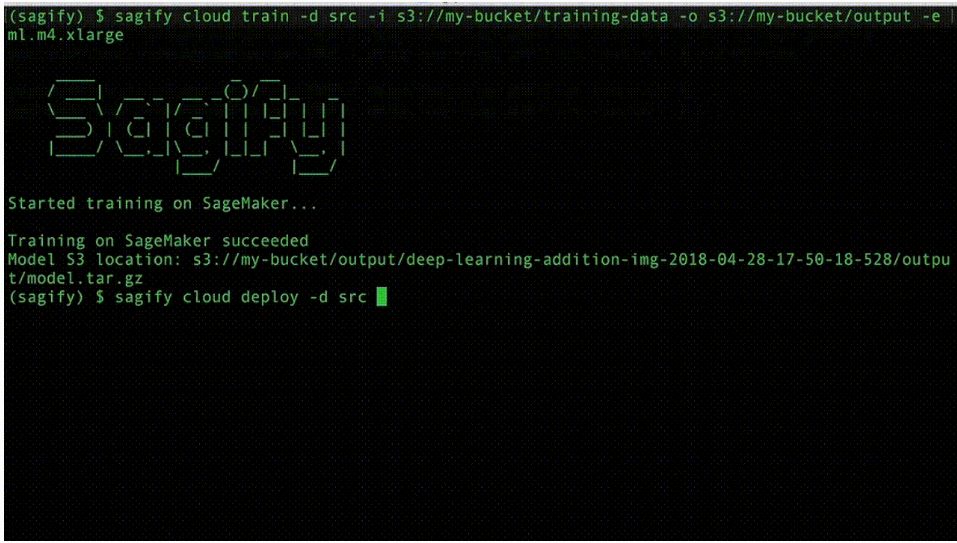 (sagify) $ sagify cloud train -d src -i s3://my-bucket/training-data -o s3://my-bucket/output -e
ml.m4.xlarge
Sagify
Started training on SageMaker...
Training on SageMaker succeeded
Model S3 location: s3://my-bucket/output/deep-learning-addition-img-2018-04-28-17-50-18-528/outpu
t/model.tar.gz
(sagify) $ sagify cloud deploy -d src